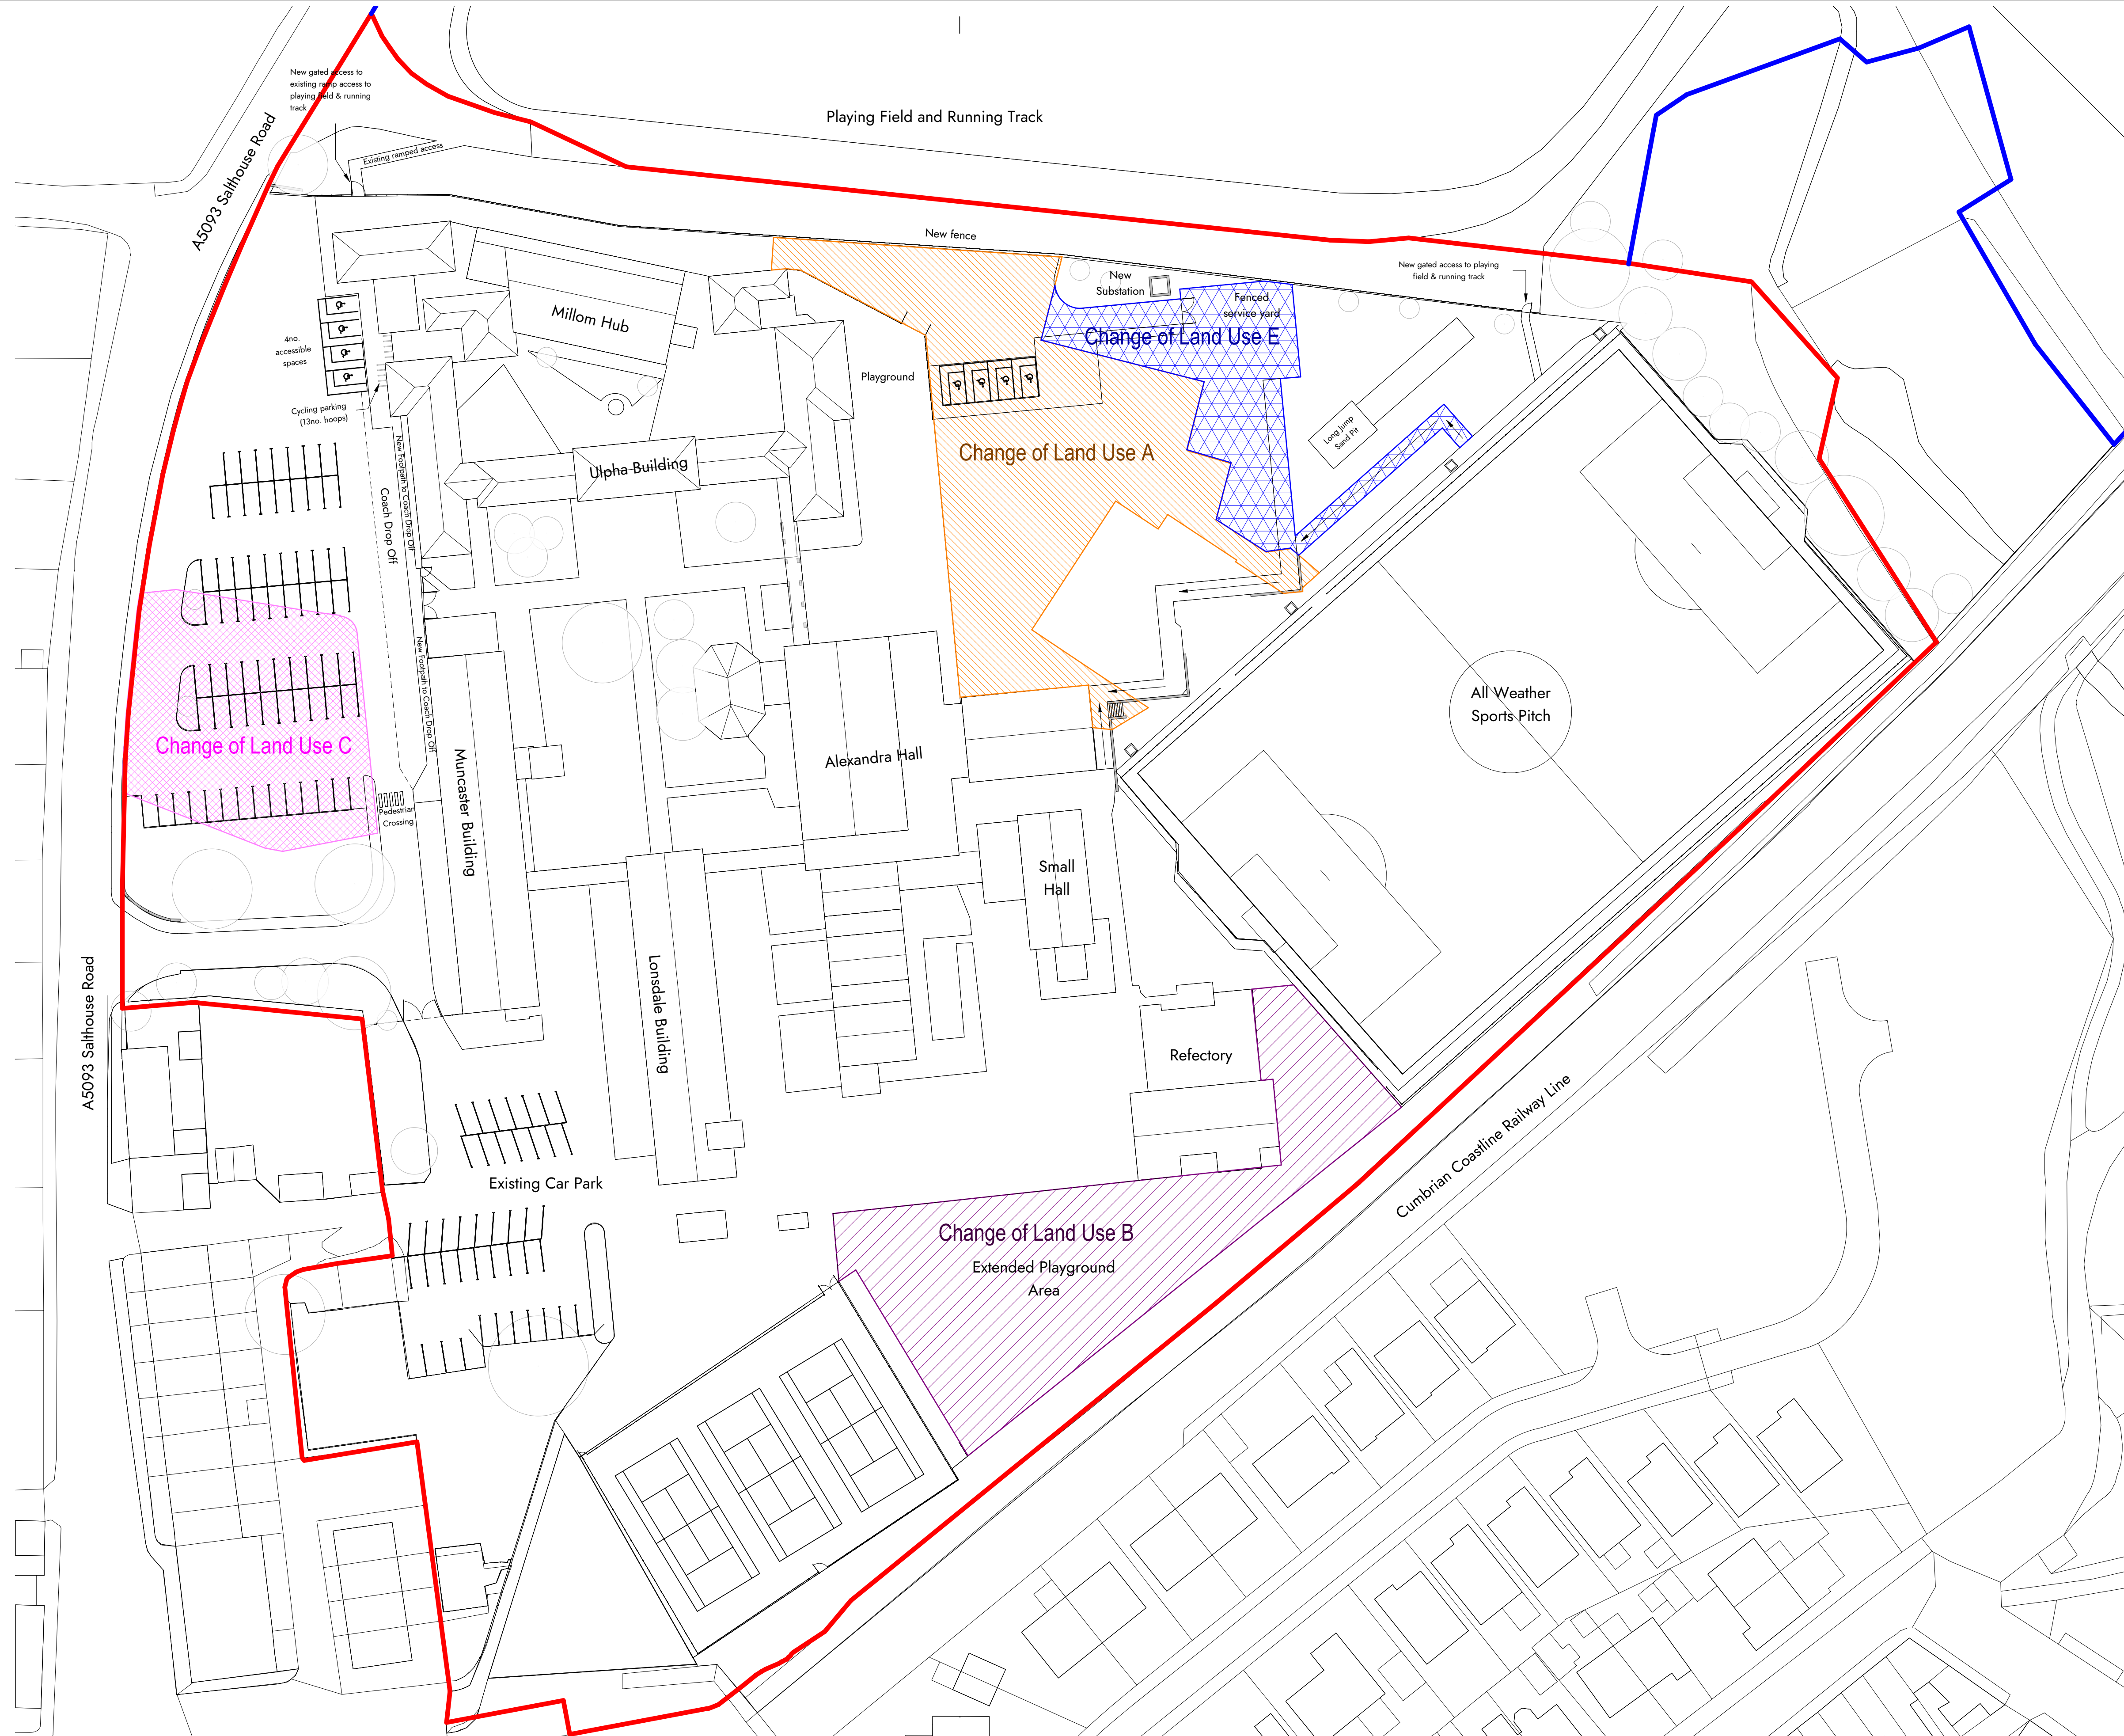 New gated access to
existing ramp access to
playing field & running
track
A5093 Salthouse Road
Existing ramped access
Playing Field and Running Track
New fence
New
Substation
Fenced
service yard
Change of Land Use E
New gated access to playing
field & running track
Millom Hub
4no.
accessible
spaces
Playground
Cycling parking
(13no. hoops)
Long Jump
Sand Pit
Change of Land Use A
Ulpha Building
Coach Drop Off
New Footpath to Coach Drop Off
New Footpath to Coach Drop Off
All Weather
Sports Pitch
Change of Land Use C
Muncaster Building
Alexandra Hall
Pedestrian
Crossing
Small
Hall
A5093 Salthouse Road
Lonsdale Building
Refectory
Cumbrian Coastline Railway Line
Existing Car Park
Change of Land Use B
Extended Playground
Area